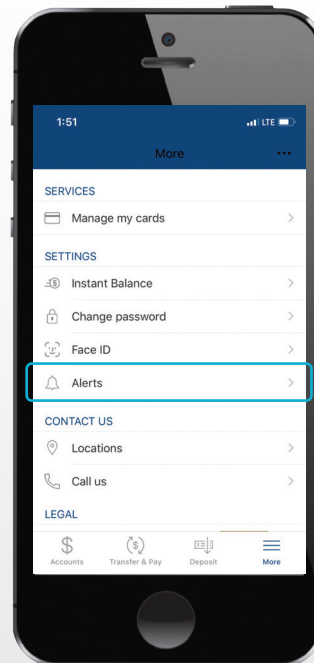 1:51 LTE
More
SERVICES
Manage my cards
SETTINGS
Instant Balance
Change password
Face ID
Alerts
CONTACT US
Locations
Call us
LEGAL
Accounts Transfer & Pay Deposit More